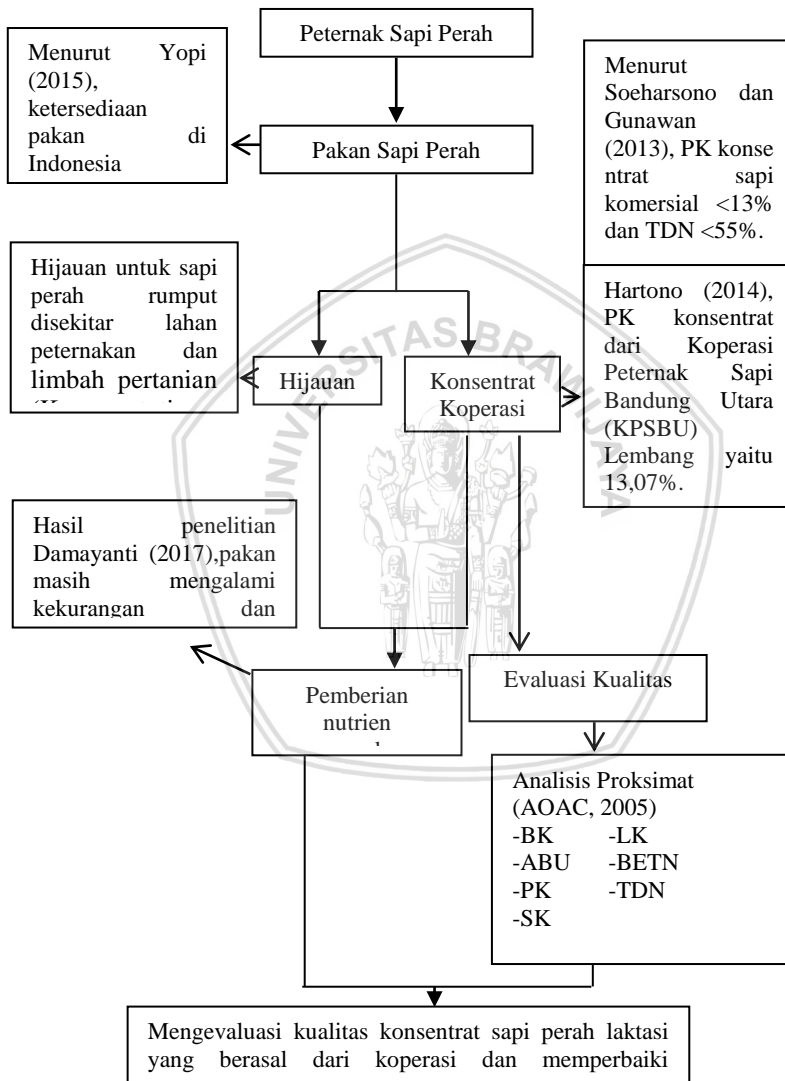 Peternak Sapi Perah
Menurut Yopi
(2015),
ketersediaan
pakan di
Indonesia
Pakan Sapi Perah
Menurut
Soeharsono dan
Gunawan
(2013), PK konse
ntrat sapi
komersial <13%
dan TDN <55%.
Hijauan untuk sapi
perah rumput
disekitar lahan
peternakan dan
limbah pertanian
Hijauan
Konsentrat
Koperasi
Hartono (2014),
PK konsentrat
dari Koperasi
Peternak Sapi
Bandung Utara
(KPSBU)
Lembang yaitu
13,07%.
UNIVERSITAS BRAWIJAYA
Hasil penelitian
Damayanti (2017),pakan
masih mengalami
kekurangan dan
Pemberian
nutrien
Evaluasi Kualitas
Analisis Proksimat
(AOAC, 2005)
-BK -LK
-ABU -BETN
-PK -TDN
-SK
Mengevaluasi kualitas konsentrat sapi perah laktasi
yang berasal dari koperasi dan memperbaiki